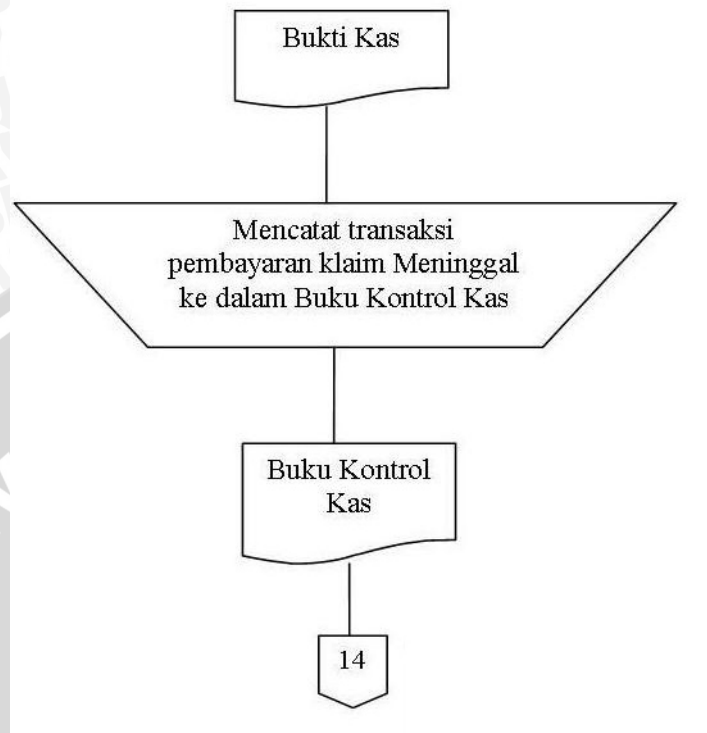 Bukti Kas
Mencatat transaksi
pembayaran klaim Meninggal
ke dalam Buku Kontrol Kas
Buku Kontrol
Kas
14